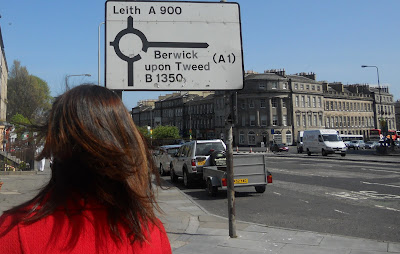 Leith A 900
Berwick
upon Tweed (A1)
B 1350